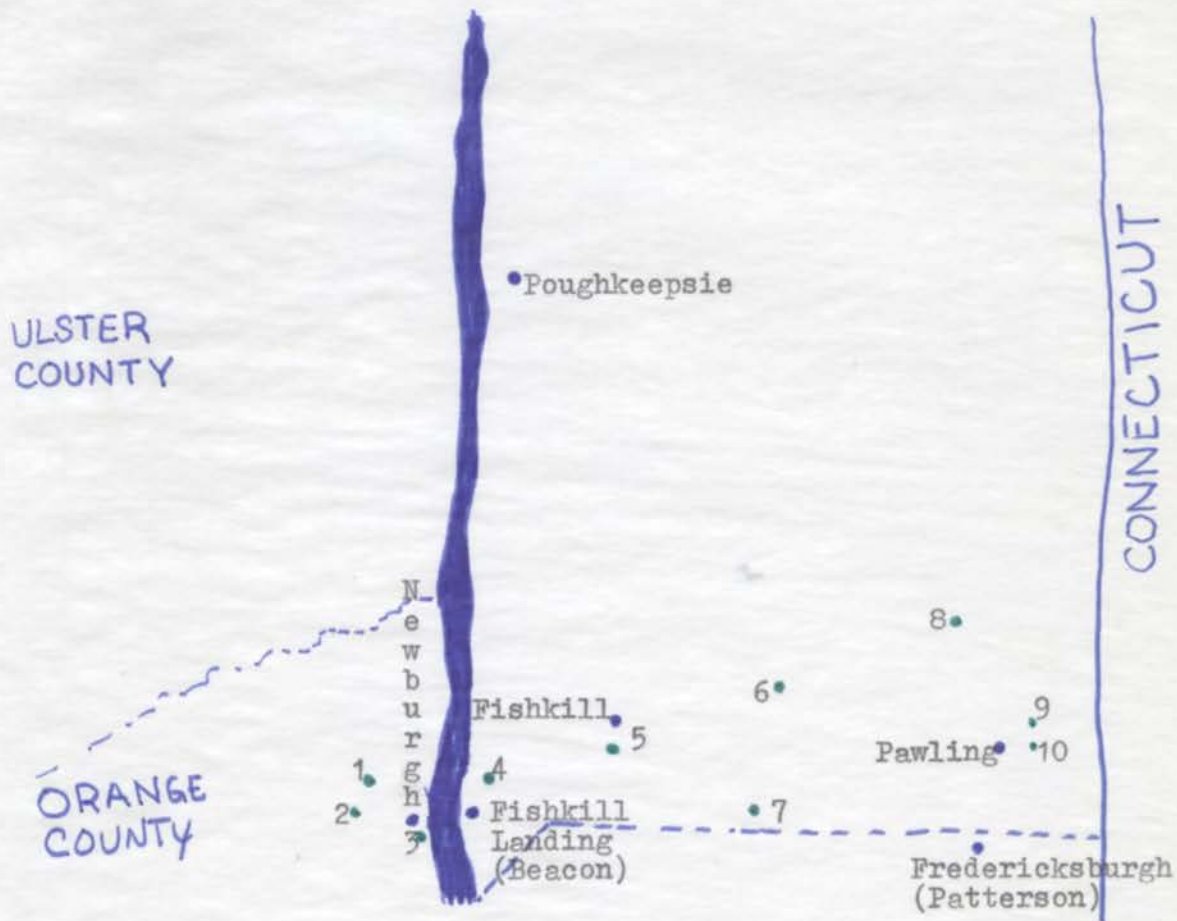 Poughkeepsie
ULSTER
COUNTY
CONNECTICUT
Newburgh
8
6
Fishkill
5
9
Pawling
10
1
4
ORANGE
COUNTY
2
3
Fishkill
Landing
(Beacon)
7
Fredericksburgh
(Patterson)